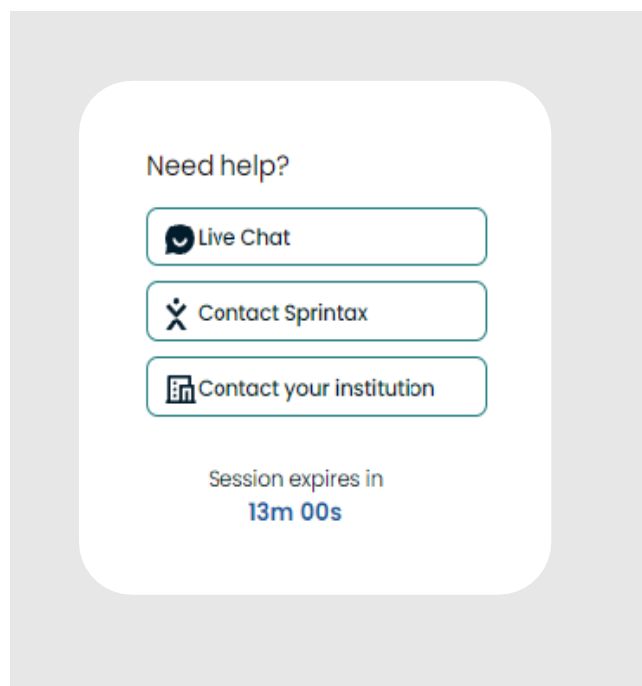 Need help?
Live Chat
Contact Sprintax
Contact your institution
Session expires in
13m 00s